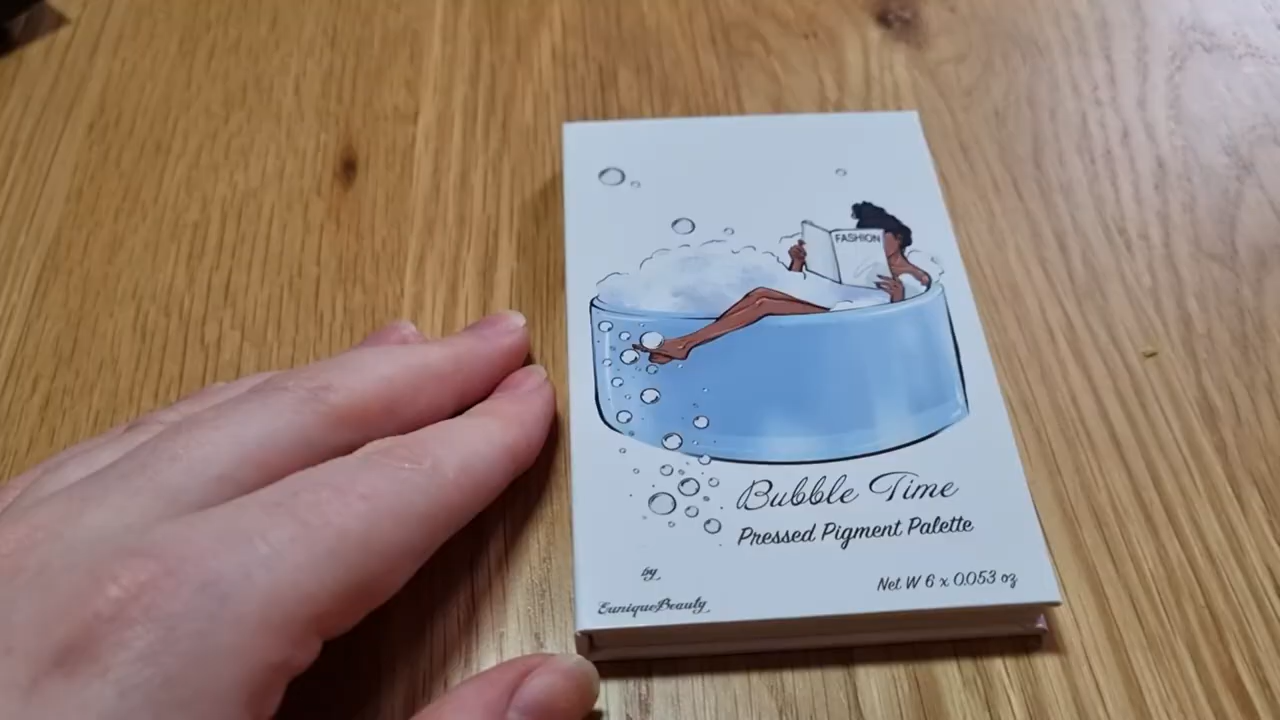 FASHION
Bubble Time
Pressed Pigment Palette
by
EuniqueBeauty
Net W 6 x 0.053 oz